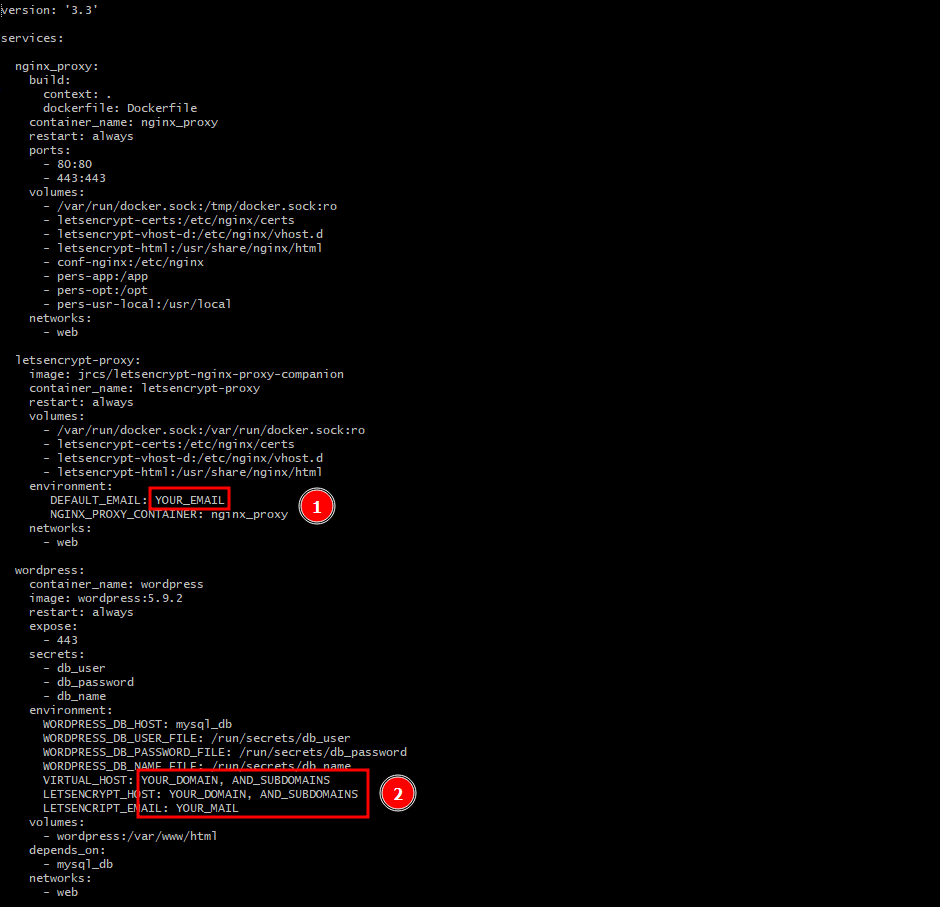 version: '3.3'
services:
nginx_proxy:
build:
context: .
dockerfile: Dockerfile
container_name: nginx_proxy
restart: always
ports:
- 80:80
- 443:443
volumes:
- /var/run/docker.sock:/tmp/docker.sock:ro
- letsencrypt-certs:/etc/nginx/certs
- letsencrypt-vhost-d:/etc/nginx/vhost.d
- letsencrypt-html:/usr/share/nginx/html
- conf-nginx:/etc/nginx
- pers-app:/app
- pers-opt:/opt
- pers-usr-local:/usr/local
networks:
- web
letsencrypt-proxy:
image: jrcs/letsencrypt-nginx-proxy-companion
container_name: letsencrypt-proxy
restart: always
volumes:
- /var/run/docker.sock:/var/run/docker.sock:ro
- letsencrypt-certs:/etc/nginx/certs
- letsencrypt-vhost-d:/etc/nginx/vhost.d
- letsencrypt-html:/usr/share/nginx/html
environment:
DEFAULT_EMAIL: YOUR_EMAIL
1
NGINX_PROXY_CONTAINER: nginx_proxy
networks:
- web
wordpress:
container_name: wordpress
image: wordpress:5.9.2
restart: always
expose:
- 443
secrets:
- db_user
- db_password
- db_name
environment:
WORDPRESS_DB_HOST: mysql_db
WORDPRESS_DB_USER_FILE: /run/secrets/db_user
WORDPRESS_DB_PASSWORD_FILE: /run/secrets/db_password
WORDPRESS_DB_NAME_FILE: /run/secrets/db_name
VIRTUAL_HOST: YOUR_DOMAIN, AND_SUBDOMAINS
LETSENCRYPT_HOST: YOUR_DOMAIN, AND_SUBDOMAINS
2
LETSENCRIPT_EMAIL: YOUR_MAIL
volumes:
- wordpress:/var/www/html
depends_on:
- mysql_db
networks:
- web